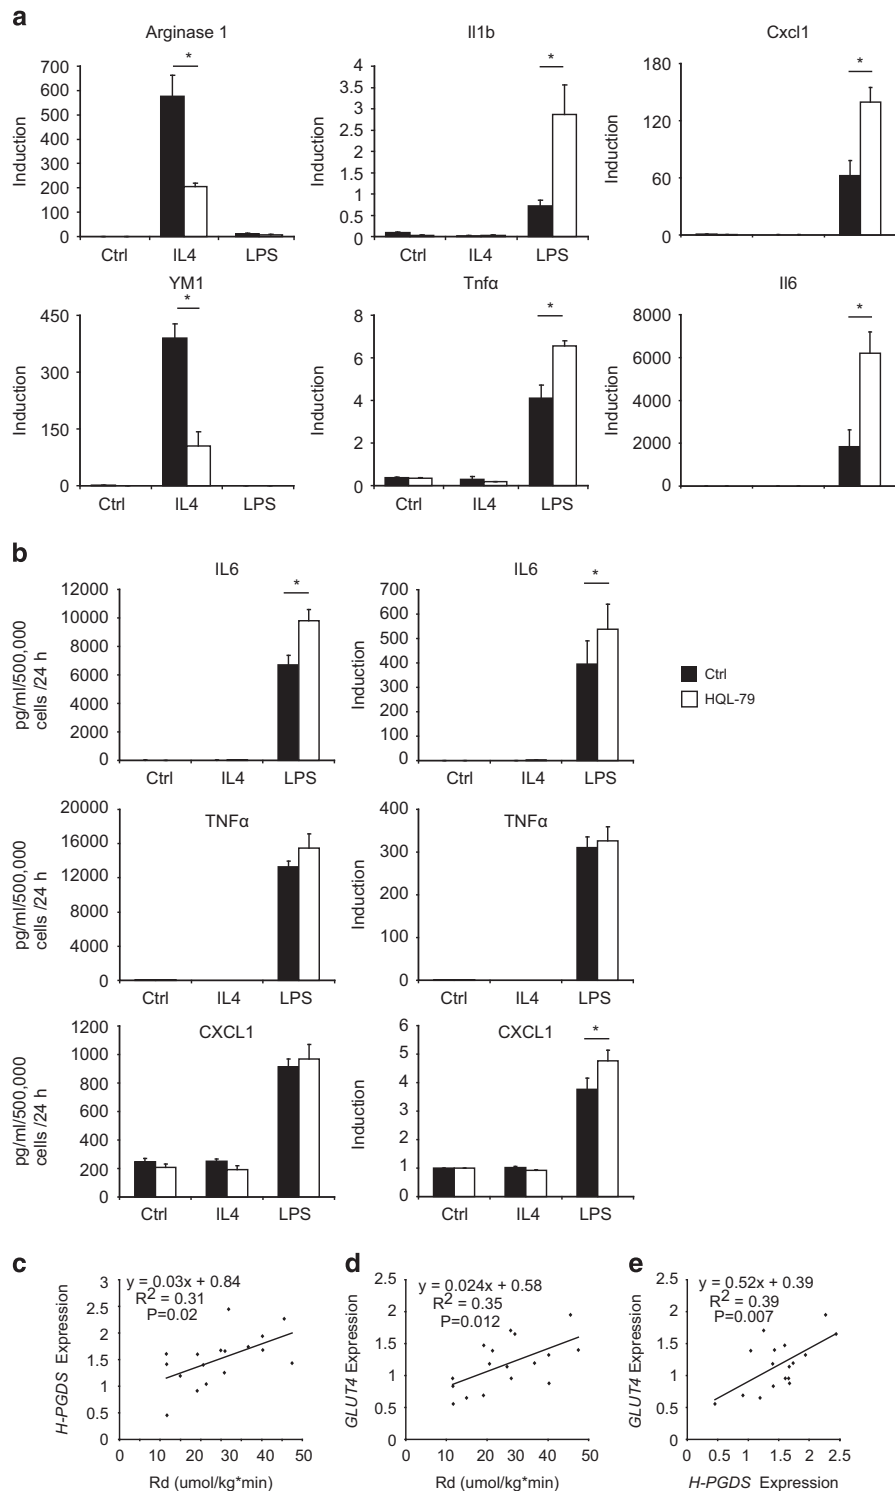 a
Arginase 1
Induction
700
600
500
400
300
200
100
0
*
Ctrl
IL4
LPS
Il1b
Induction
4
3.5
3
2.5
2
1.5
1
0.5
0
*
Ctrl
IL4
LPS
Cxcl1
Induction
180
120
60
0
*
YM1
Induction
450
300
150
0
*
Ctrl
IL4
LPS
Tnfα
Induction
8
6
4
2
0
*
Ctrl
IL4
LPS
Il6
Induction
8000
6000
4000
2000
0
*
b
IL6
pg/ml/500,000
cells /24 h
12000
10000
8000
6000
4000
2000
0
*
Ctrl
IL4
LPS
IL6
Induction
700
600
500
400
300
200
100
0
*
Ctrl
IL4
LPS
Ctrl
HQL-79
TNFα
pg/ml/500,000
cells /24 h
20000
16000
12000
8000
4000
0
Ctrl
IL4
LPS
TNFα
Induction
400
300
200
100
0
Ctrl
IL4
LPS
CXCL1
pg/ml/500,000
cells /24 h
1200
1000
800
600
400
200
0
Ctrl
IL4
LPS
CXCL1
Induction
6
5
4
3
2
1
0
*
Ctrl
IL4
LPS
c
y = 0.03x + 0.84
R2 = 0.31
P=0.02
H-PGDS Expression
3
2.5
2
1.5
1
0.5
0
0 10 20 30 40 50
Rd (umol/kg*min)
d
y = 0.024x + 0.58
R2 = 0.35
P=0.012
GLUT4 Expression
2.5
2
1.5
1
0.5
0
0 10 20 30 40 50
Rd (umol/kg*min)
e
y = 0.52x + 0.39
R2 = 0.39
P=0.007
GLUT4 Expression
2.5
2
1.5
1
0.5
0
0 0.5 1 1.5 2 2.5
H-PGDS Expression